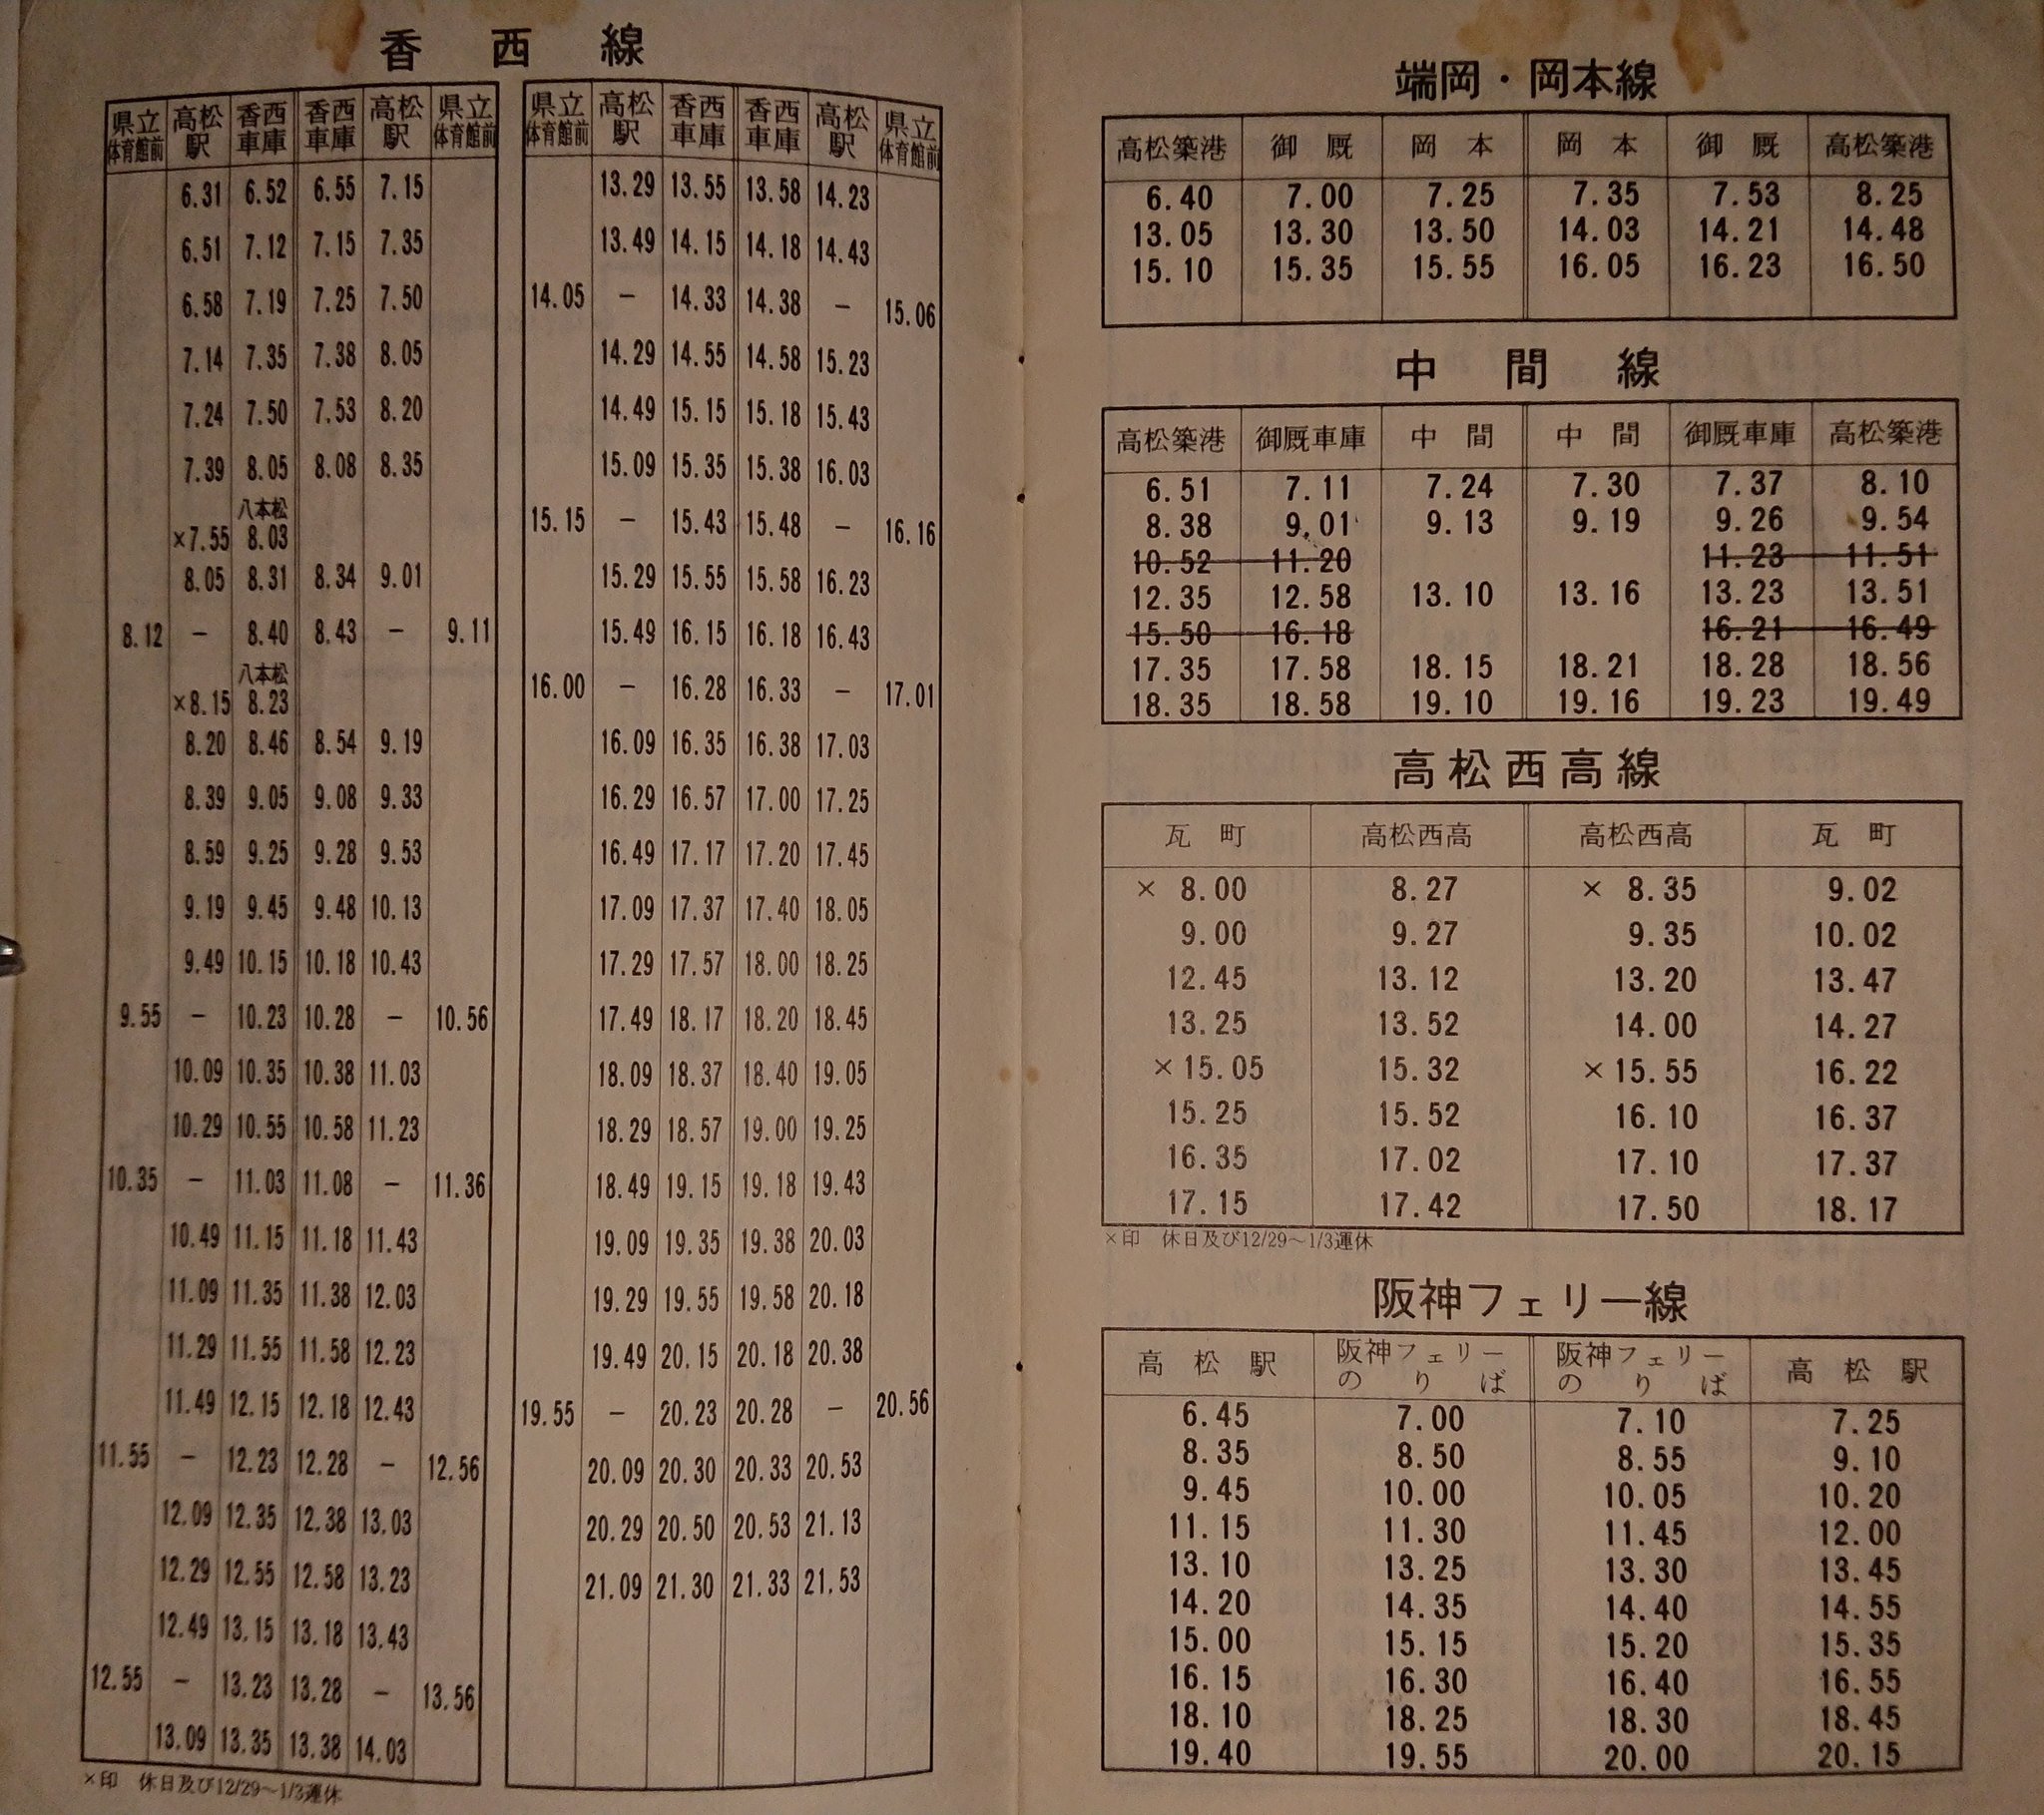 香西線
県立体育館前 高松駅 香西車庫 香西車庫 高松駅 県立体育館前
6.31 6.52 6.55 7.15
6.51 7.12 7.15 7.35
6.58 7.19 7.25 7.50
7.14 7.35 7.38 8.05
7.24 7.50 7.53 8.20
7.39 8.05 8.08 8.35
八本松
×7.55 8.03
8.05 8.31 8.34 9.01
8.12 － 8.40 8.43 － 9.11
八本松
×8.15 8.23
8.20 8.46 8.54 9.19
8.39 9.05 9.08 9.33
8.59 9.25 9.28 9.53
9.19 9.45 9.48 10.13
9.49 10.15 10.18 10.43
9.55 － 10.23 10.28 － 10.56
10.09 10.35 10.38 11.03
10.29 10.55 10.58 11.23
10.35 － 11.03 11.08 － 11.36
10.49 11.15 11.18 11.43
11.09 11.35 11.38 12.03
11.29 11.55 11.58 12.23
11.49 12.15 12.18 12.43
11.55 － 12.23 12.28 － 12.56
12.09 12.35 12.38 13.03
12.29 12.55 12.58 13.23
12.49 13.15 13.18 13.43
12.55 － 13.23 13.28 － 13.56
13.09 13.35 13.38 14.03
×印 休日及び12/29～1/3運休
県立体育館前 高松駅 香西車庫 香西車庫 高松駅 県立体育館前
13.29 13.55 13.58 14.23
13.49 14.15 14.18 14.43
14.05 － 14.33 14.38 － 15.06
14.29 14.55 14.58 15.23
14.49 15.15 15.18 15.43
15.09 15.35 15.38 16.03
15.15 － 15.43 15.48 － 16.16
15.29 15.55 15.58 16.23
15.49 16.15 16.18 16.43
16.00 － 16.28 16.33 － 17.01
16.09 16.35 16.38 17.03
16.29 16.57 17.00 17.25
16.49 17.17 17.20 17.45
17.09 17.37 17.40 18.05
17.29 17.57 18.00 18.25
17.49 18.17 18.20 18.45
18.09 18.37 18.40 19.05
18.29 18.57 19.00 19.25
18.49 19.15 19.18 19.43
19.09 19.35 19.38 20.03
19.29 19.55 19.58 20.18
19.49 20.15 20.18 20.38
19.55 － 20.23 20.28 － 20.56
20.09 20.30 20.33 20.53
20.29 20.50 20.53 21.13
21.09 21.30 21.33 21.53
端岡・岡本線
高松築港 御厩 岡本 岡本 御厩 高松築港
6.40 7.00 7.25 7.35 7.53 8.25
13.05 13.30 13.50 14.03 14.21 14.48
15.10 15.35 15.55 16.05 16.23 16.50
中間線
高松築港 御厩車庫 中間 中間 御厩車庫 高松築港
6.51 7.11 7.24 7.30 7.37 8.10
8.38 9.01 9.13 9.19 9.26 9.54
10.52 11.20 11.23 11.51
12.35 12.58 13.10 13.16 13.23 13.51
15.50 16.18 16.21 16.49
17.35 17.58 18.15 18.21 18.28 18.56
18.35 18.58 19.10 19.16 19.23 19.49
高松西高線
瓦町 高松西高 高松西高 瓦町
× 8.00 8.27 × 8.35 9.02
9.00 9.27 9.35 10.02
12.45 13.12 13.20 13.47
13.25 13.52 14.00 14.27
×15.05 15.32 ×15.55 16.22
15.25 15.52 16.10 16.37
16.35 17.02 17.10 17.37
17.15 17.42 17.50 18.17
×印 休日及び12/29～1/3運休
阪神フェリー線
高松駅 阪神フェリーのりば 阪神フェリーのりば 高松駅
6.45 7.00 7.10 7.25
8.35 8.50 8.55 9.10
9.45 10.00 10.05 10.20
11.15 11.30 11.45 12.00
13.10 13.25 13.30 13.45
14.20 14.35 14.40 14.55
15.00 15.15 15.20 15.35
16.15 16.30 16.40 16.55
18.10 18.25 18.30 18.45
19.40 19.55 20.00 20.15